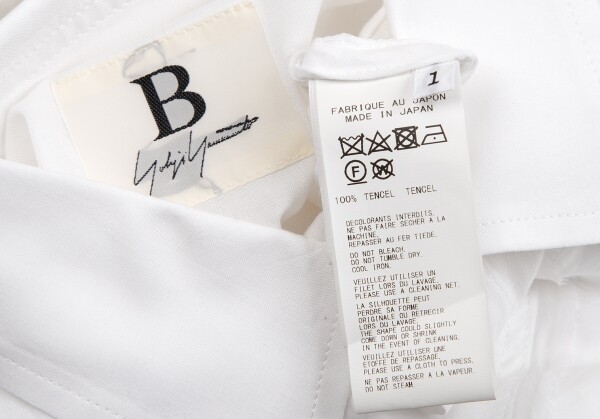 B
Yohji Yamamoto
1
FABRIQUE AU JAPON
MADE IN JAPAN
F W
100% TENCEL TENCEL
DECOLORANTS INTERDITS.
NE PAS FAIRE SECHER A LA
MACHINE.
REPASSER AU FER TIEDE.
DO NOT BLEACH.
DO NOT TUMBLE DRY.
COOL IRON.
VEUILLEZ UTILISER UN
FILET LORS DU LAVAGE.
PLEASE USE A CLEANING NET.
LA SILHOUETTE PEUT
PERDRE SA FORME
ORIGINALE OU RETRECIR
LORS DU LAVAGE.
THE SHAPE COULD SLIGHTLY
COME DOWN OR SHRINK
IN THE EVENT OF CLEANING.
VEUILLEZ UTILISER UNE
ETOFFE DE REPASSAGE.
PLEASE USE A CLOTH TO PRESS.
NE PAS REPASSER A LA VAPEUR.
DO NOT STEAM.